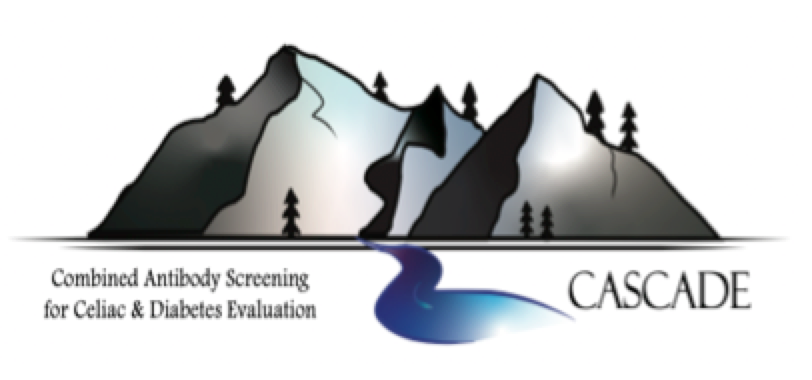 Combined Antibody Screening
for Celiac & Diabetes Evaluation
CASCADE